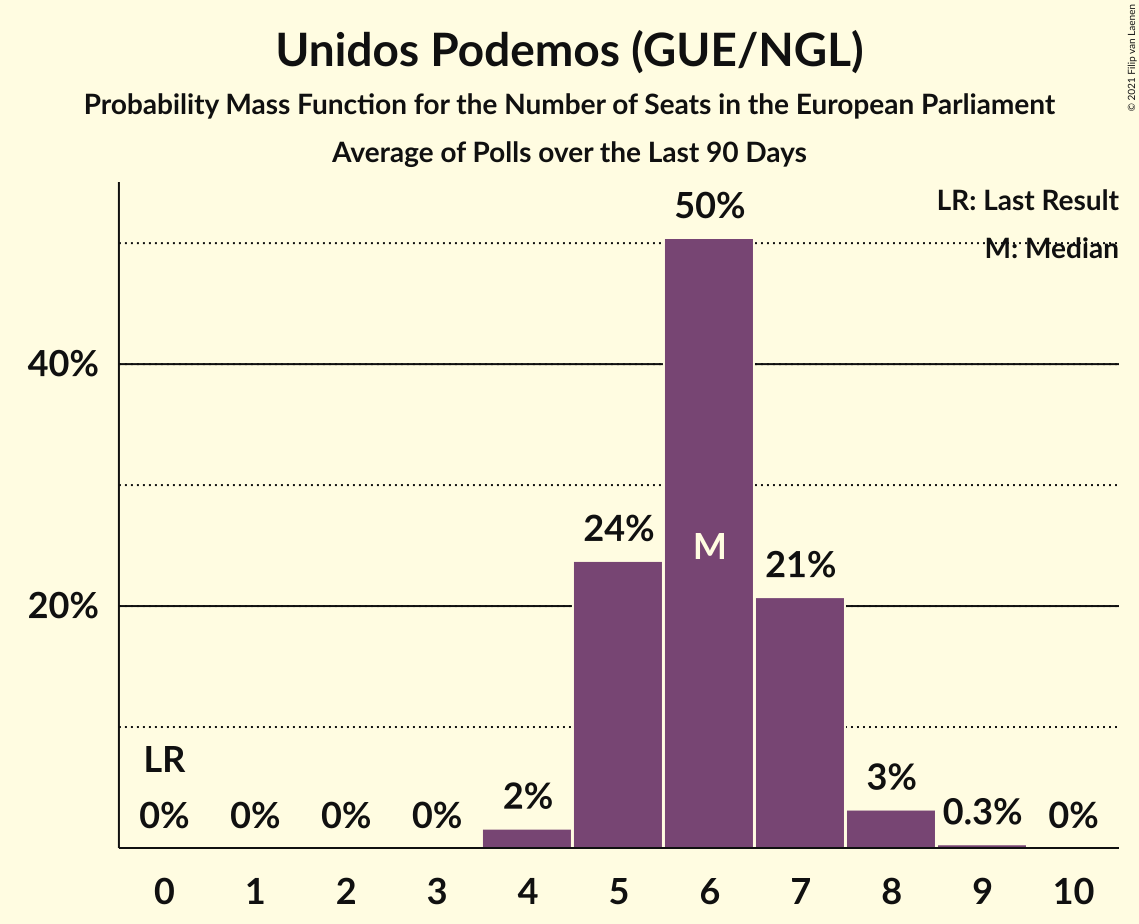 Unidos Podemos (GUE/NGL)
Probability Mass Function for the Number of Seats in the European Parliament
Average of Polls over the Last 90 Days
© 2021 Filip van Laenen
LR: Last Result
M: Median
50%
40%
24%
M
21%
20%
LR
0%
0%
0%
0%
2%
3%
0.3%
0%
0 1 2 3 4 5 6 7 8 9 10